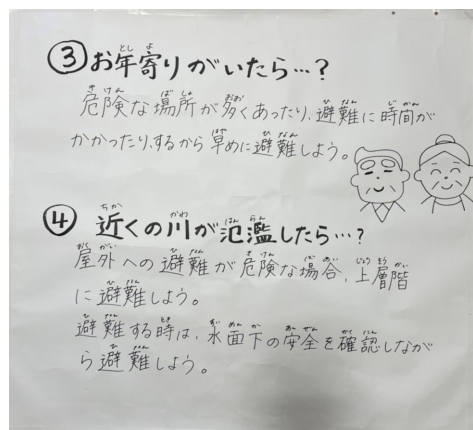 ③お年寄りがいたら…?
危険な場所が多くあったり、避難に時間が
かかったり、するから早めに避難しよう。
④ 近くの川が氾濫したら…?
屋外への避難が危険な場合、上層階
に避難しよう。
避難する時は、水面下の安全を確認しなが
ら避難しよう。